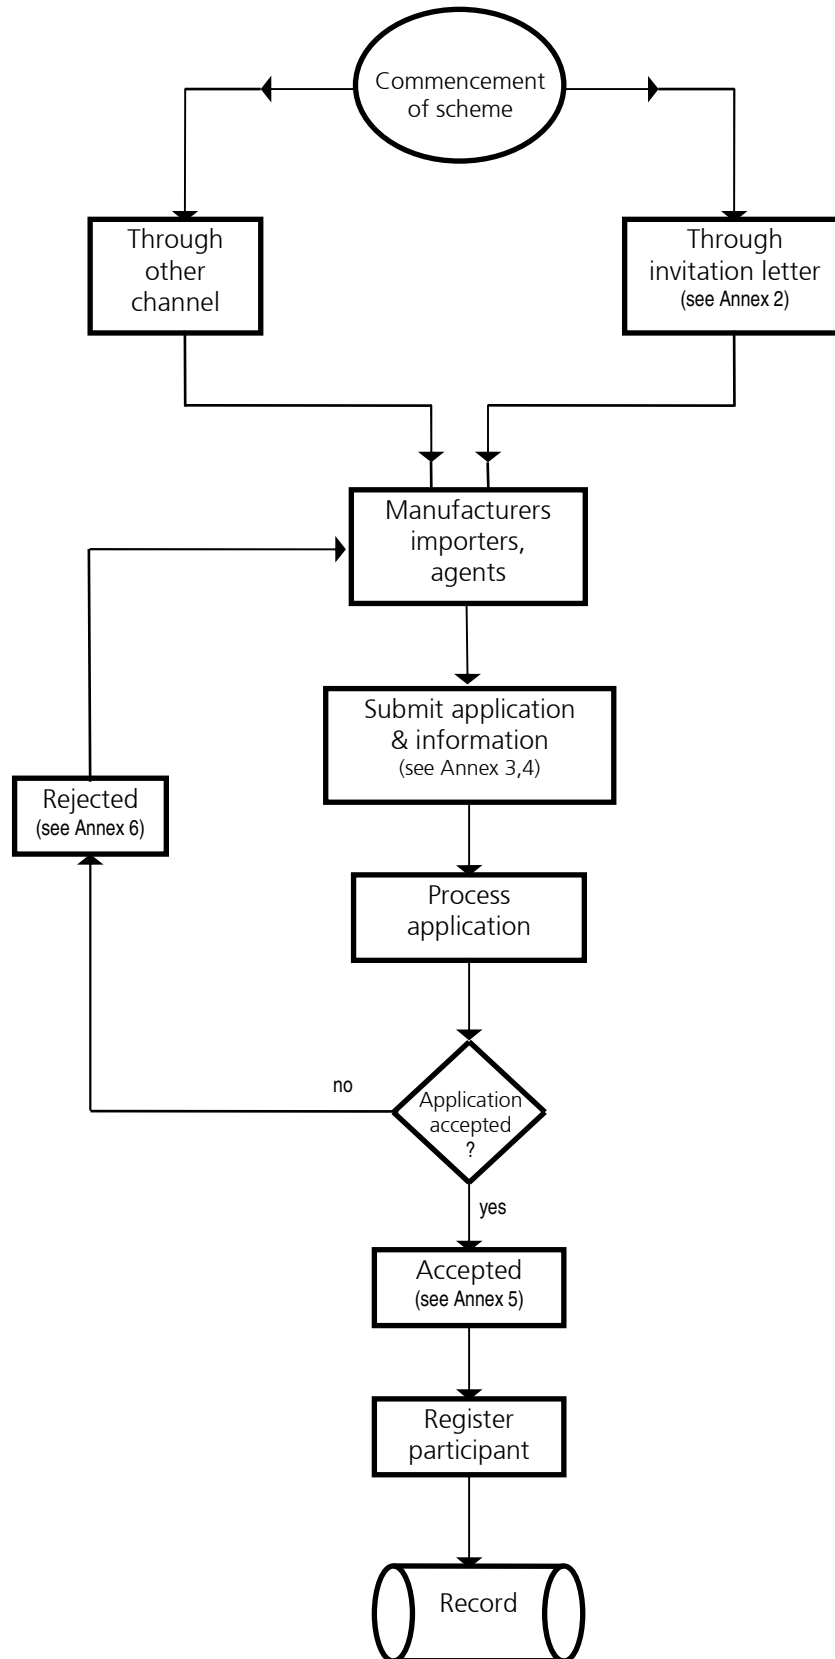 Commencement
of scheme
Through
other
channel
Through
invitation letter
(see Annex 2)
Manufacturers
importers,
agents
Submit application
& information
(see Annex 3,4)
Rejected
(see Annex 6)
Process
application
no
Application
accepted
?
yes
Accepted
(see Annex 5)
Register
participant
Record